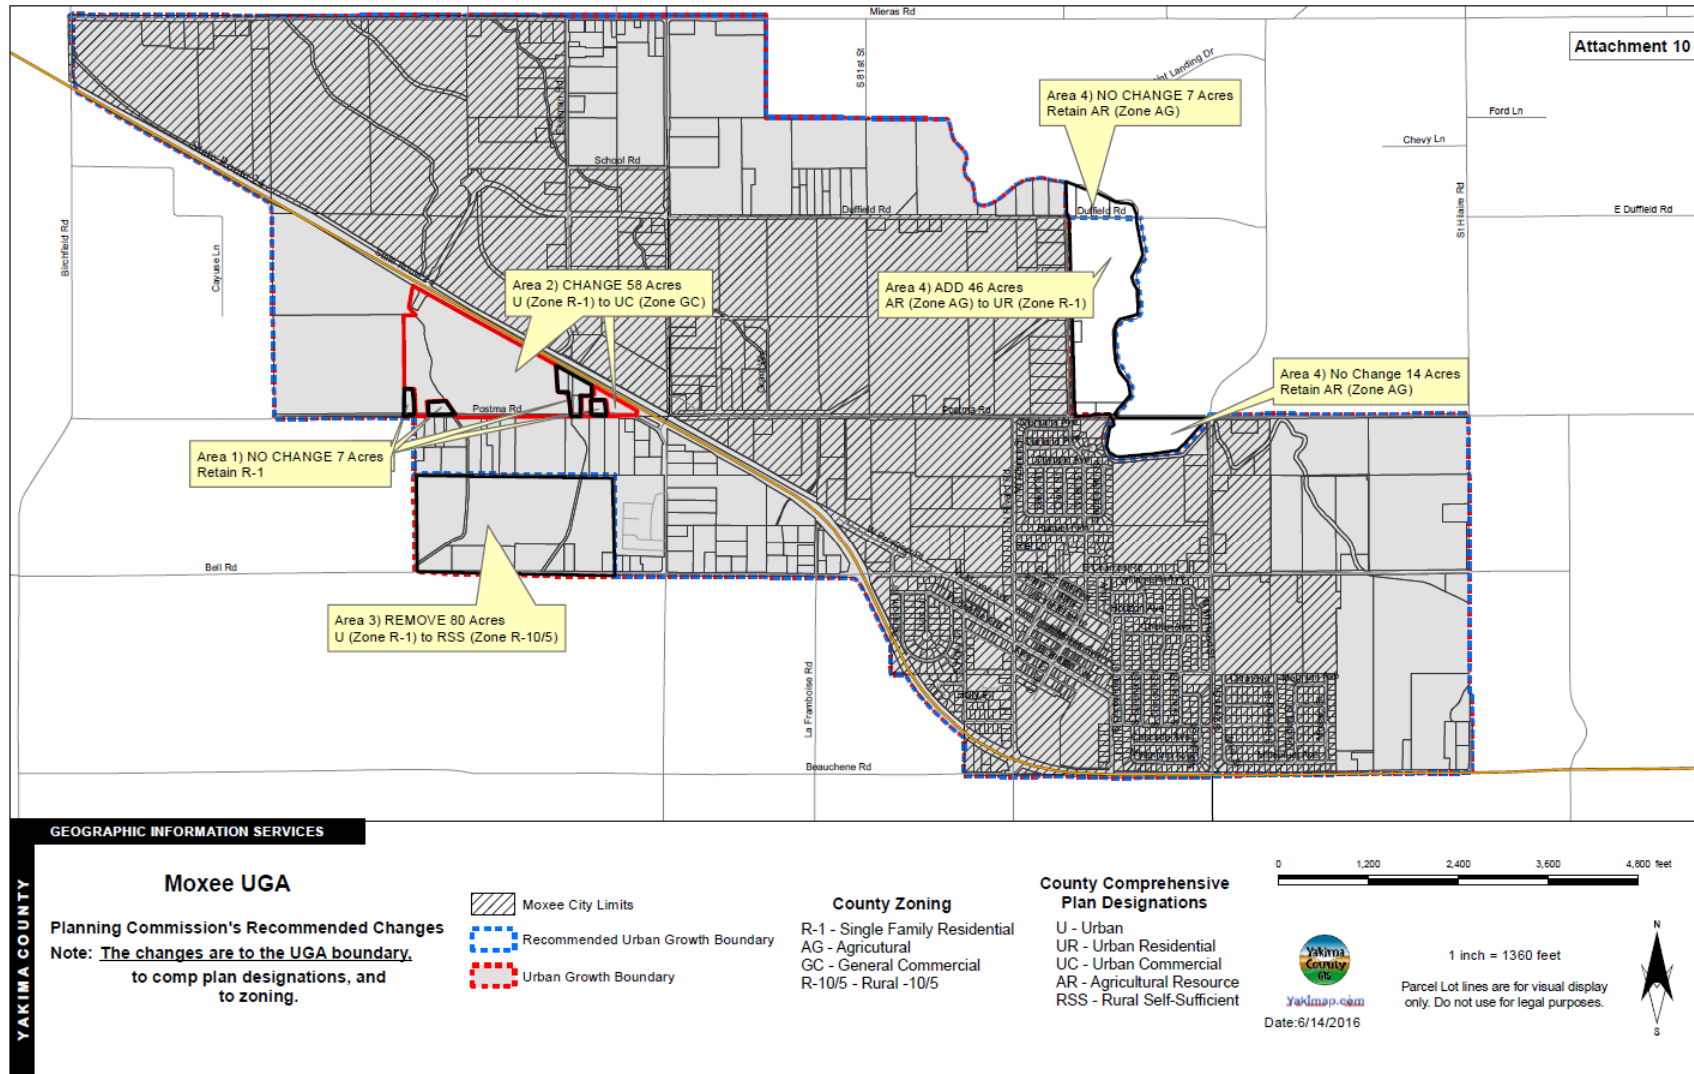 Mieras Rd
Attachment 10
S 81st St
int Landing Dr
Area 4) NO CHANGE 7 Acres
Retain AR (Zone AG)
Ford Ln
Chevy Ln
School Rd
State Route 24
Birchfield Rd
Cayuse Ln
Duffield Rd
Duffield Rd
E Duffield Rd
St Hilaire Rd
Area 2) CHANGE 58 Acres
U (Zone R-1) to UC (Zone GC)
Area 4) ADD 46 Acres
AR (Zone AG) to UR (Zone R-1)
Area 4) No Change 14 Acres
Retain AR (Zone AG)
Postma Rd
Postma Rd
Area 1) NO CHANGE 7 Acres
Retain R-1
Bell Rd
Area 3) REMOVE 80 Acres
U (Zone R-1) to RSS (Zone R-10/5)
La Framboise Rd
Beauchene Rd
GEOGRAPHIC INFORMATION SERVICES
YAKIMA COUNTY
Moxee UGA
Planning Commission's Recommended Changes
Note: The changes are to the UGA boundary,
to comp plan designations, and
to zoning.
Moxee City Limits
Recommended Urban Growth Boundary
Urban Growth Boundary
County Zoning
R-1 - Single Family Residential
AG - Agricutural
GC - General Commercial
R-10/5 - Rural -10/5
County Comprehensive
Plan Designations
U - Urban
UR - Urban Residential
UC - Urban Commercial
AR - Agricultural Resource
RSS - Rural Self-Sufficient
0 1,200 2,400 3,600 4,800 feet
Yakima
County
GIS
Yakimap.com
Date:6/14/2016
1 inch = 1360 feet
Parcel Lot lines are for visual display
only. Do not use for legal purposes.
N
S